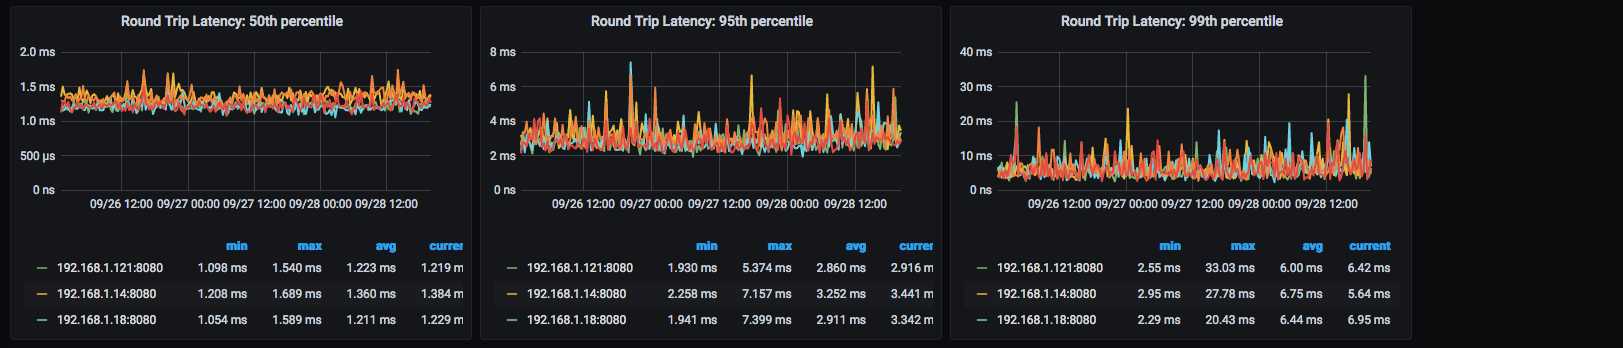 Round Trip Latency: 50th percentile
2.0 ms
1.5 ms
1.0 ms
500 µs
0 ns
09/26 12:00 09/27 00:00 09/27 12:00 09/28 00:00 09/28 12:00
min max avg current
192.168.1.121:8080 1.098 ms 1.540 ms 1.223 ms 1.219 m
192.168.1.14:8080 1.208 ms 1.689 ms 1.360 ms 1.384 m
192.168.1.18:8080 1.054 ms 1.589 ms 1.211 ms 1.229 m
Round Trip Latency: 95th percentile
8 ms
6 ms
4 ms
2 ms
0 ns
09/26 12:00 09/27 00:00 09/27 12:00 09/28 00:00 09/28 12:00
min max avg curren
192.168.1.121:8080 1.930 ms 5.374 ms 2.860 ms 2.916 m
192.168.1.14:8080 2.258 ms 7.157 ms 3.252 ms 3.441 m
192.168.1.18:8080 1.941 ms 7.399 ms 2.911 ms 3.342 m
Round Trip Latency: 99th percentile
40 ms
30 ms
20 ms
10 ms
0 ns
09/26 12:00 09/27 00:00 09/27 12:00 09/28 00:00 09/28 12:00
min max avg current
192.168.1.121:8080 2.55 ms 33.03 ms 6.00 ms 6.42 ms
192.168.1.14:8080 2.95 ms 27.78 ms 6.75 ms 5.64 ms
192.168.1.18:8080 2.29 ms 20.43 ms 6.44 ms 6.95 ms